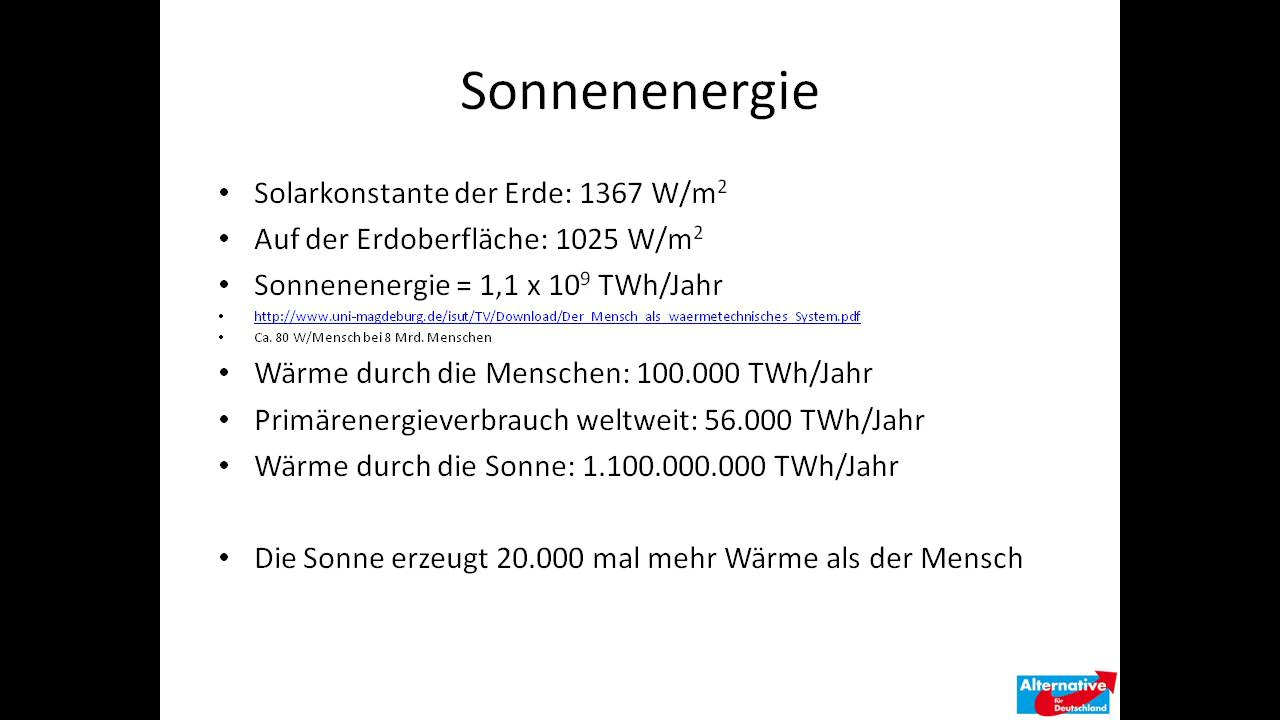 Sonnenenergie
• Solarkonstante der Erde: 1367 W/m²
• Auf der Erdoberfläche: 1025 W/m²
• Sonnenenergie = 1,1 x 10⁹ TWh/Jahr
• http://www.uni-magdeburg.de/isut/TV/Download/Der_Mensch_als_waermetechnisches_System.pdf
• Ca. 80 W/Mensch bei 8 Mrd. Menschen
• Wärme durch die Menschen: 100.000 TWh/Jahr
• Primärenergieverbrauch weltweit: 56.000 TWh/Jahr
• Wärme durch die Sonne: 1.100.000.000 TWh/Jahr
• Die Sonne erzeugt 20.000 mal mehr Wärme als der Mensch
Alternative
für
Deutschland